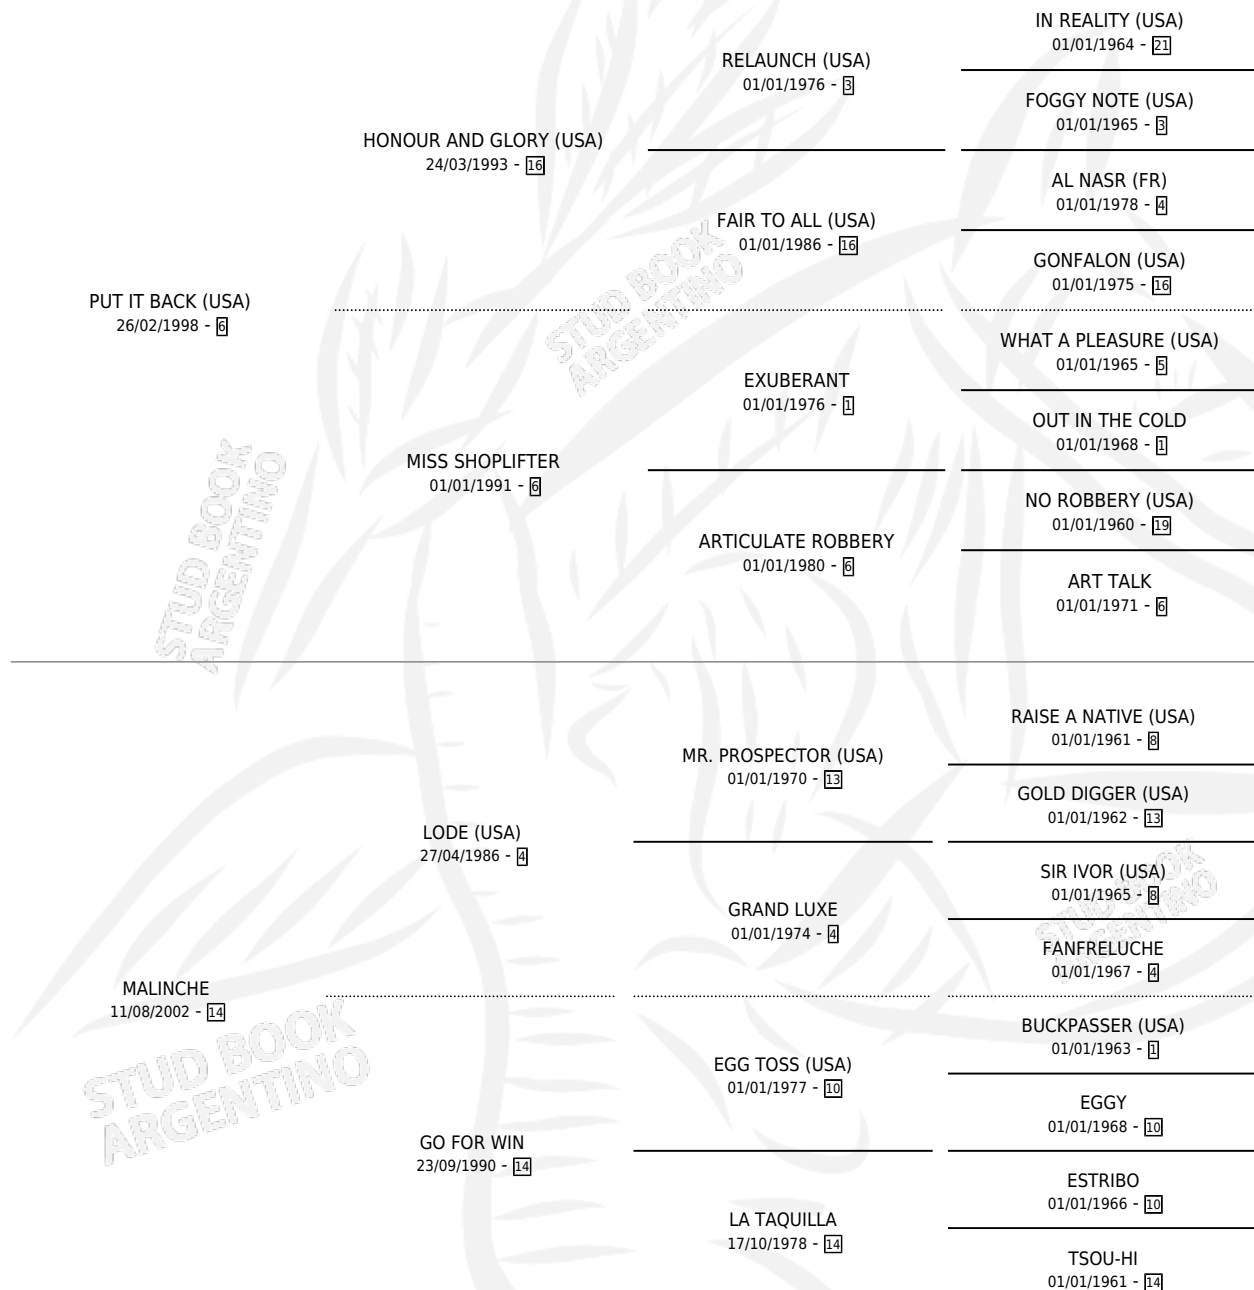 IN REALITY (USA)
01/01/1964 - 21
RELAUNCH (USA)
01/01/1976 - 3
FOGGY NOTE (USA)
01/01/1965 - 3
HONOUR AND GLORY (USA)
24/03/1993 - 16
AL NASR (FR)
01/01/1978 - 4
FAIR TO ALL (USA)
01/01/1986 - 16
GONFALON (USA)
01/01/1975 - 16
PUT IT BACK (USA)
26/02/1998 - 6
WHAT A PLEASURE (USA)
01/01/1965 - 5
EXUBERANT
01/01/1976 - 1
OUT IN THE COLD
01/01/1968 - 1
MISS SHOPLIFTER
01/01/1991 - 6
NO ROBBERY (USA)
01/01/1960 - 19
ARTICULATE ROBBERY
01/01/1980 - 6
ART TALK
01/01/1971 - 6
RAISE A NATIVE (USA)
01/01/1961 - 8
MR. PROSPECTOR (USA)
01/01/1970 - 13
GOLD DIGGER (USA)
01/01/1962 - 13
LODE (USA)
27/04/1986 - 4
SIR IVOR (USA)
01/01/1965 - 8
GRAND LUXE
01/01/1974 - 4
FANFRELUCHE
01/01/1967 - 4
MALINCHE
11/08/2002 - 14
BUCKPASSER (USA)
01/01/1963 - 1
EGG TOSS (USA)
01/01/1977 - 10
EGGY
01/01/1968 - 10
GO FOR WIN
23/09/1990 - 14
ESTRIBO
01/01/1966 - 10
LA TAQUILLA
17/10/1978 - 14
TSOU-HI
01/01/1961 - 14
STUD BOOK
ARGENTINO
STUD BOOK
ARGENTINO
STUD BOOK
ARGENTINO
STUD BOOK
ARGENTINO